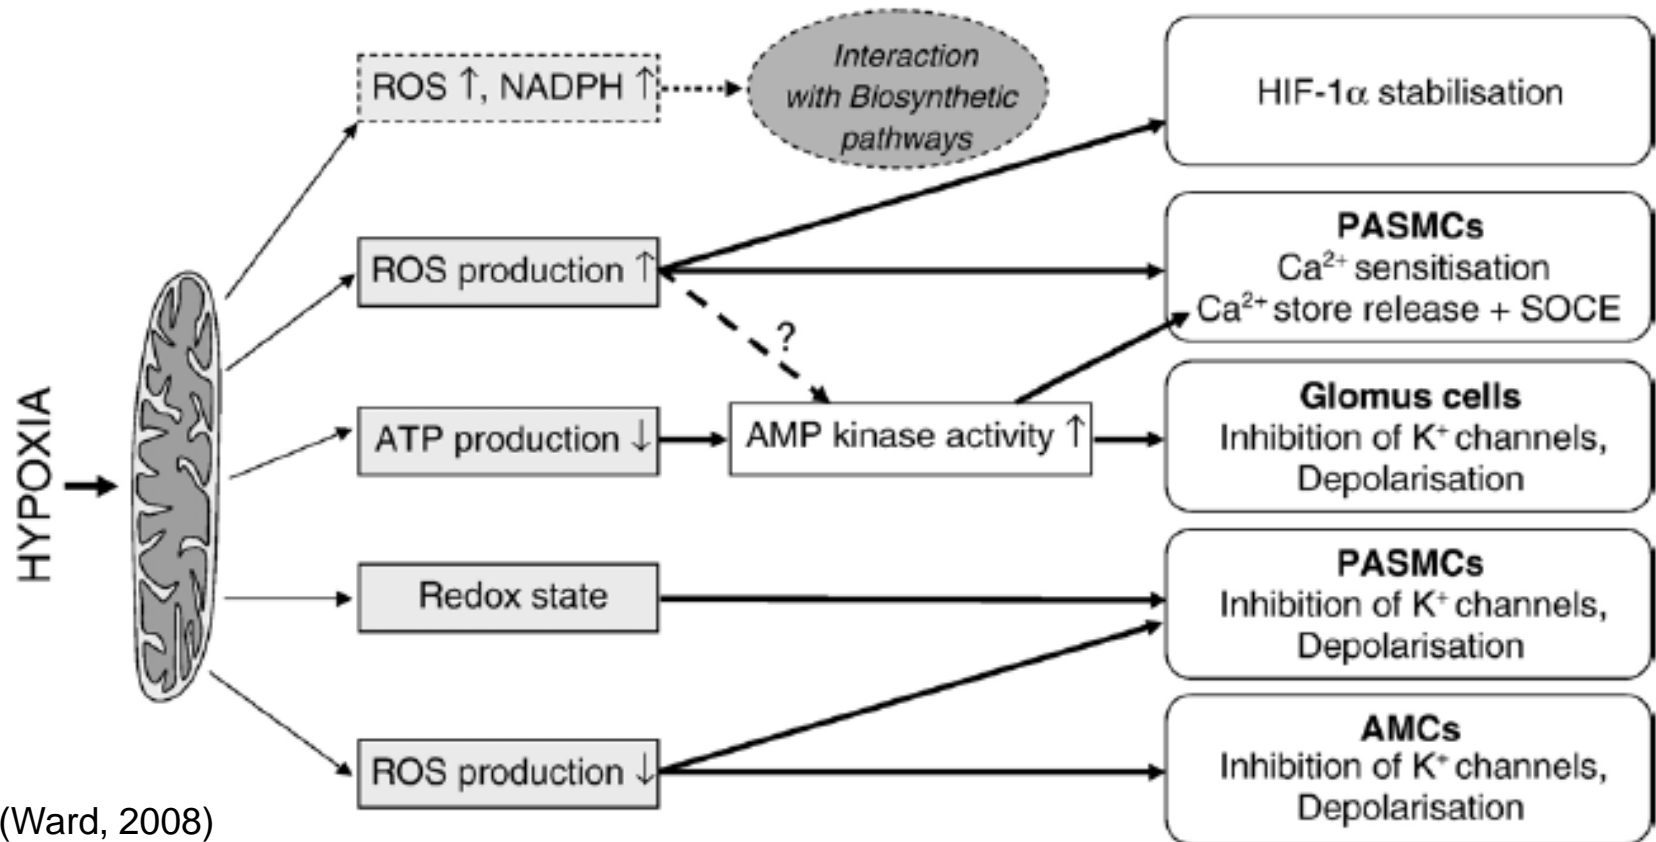 HYPOXIA
ROS ↑, NADPH ↑
Interaction
with Biosynthetic
pathways
HIF-1α stabilisation
ROS production ↑
PASMCs
Ca²⁺ sensitisation
Ca²⁺ store release + SOCE
?
ATP production ↓
AMP kinase activity ↑
Glomus cells
Inhibition of K⁺ channels,
Depolarisation
Redox state
PASMCs
Inhibition of K⁺ channels,
Depolarisation
ROS production ↓
AMCs
Inhibition of K⁺ channels,
Depolarisation
(Ward, 2008)